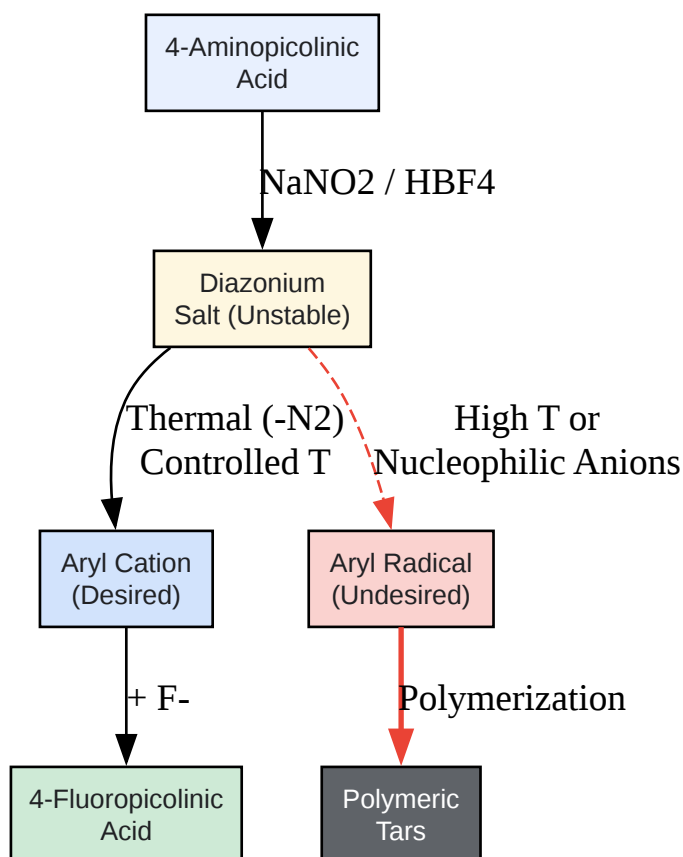 4-Aminopicolinic
Acid
NaNO2 / HBF4
Diazonium
Salt (Unstable)
Thermal (-N2)
Controlled T
High T or
Nucleophilic Anions
Aryl Cation
(Desired)
Aryl Radical
(Undesired)
+ F-
Polymerization
4-Fluoropicolinic
Acid
Polymeric
Tars